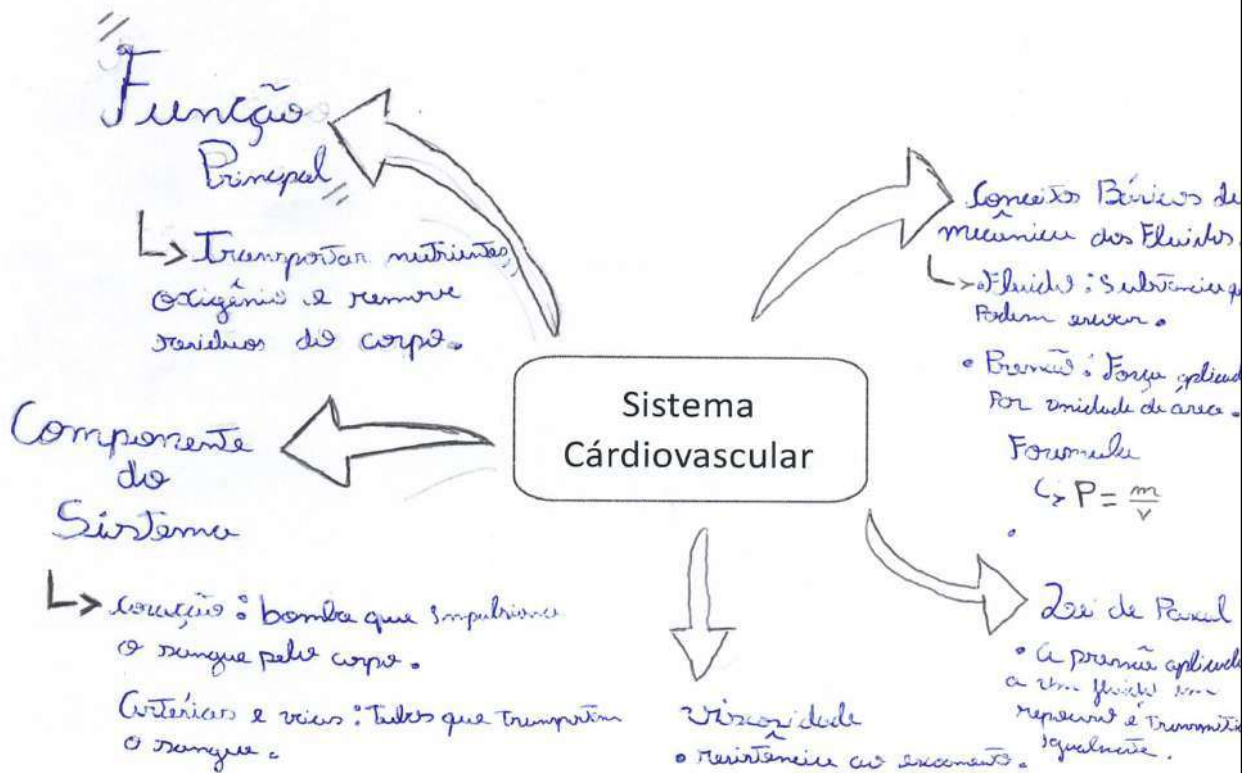 Função
Principal
Transportar nutrientes,
oxigênio e remove
resíduos do corpo.
Componente
do
Sistema
coração: bomba que impulsiona
o sangue pelo corpo.
Artérias e veias: tubos que transportam
o sangue.
Sistema
Cárdiovascular
Viscosidade
• resistência ao escoamento.
Conceitos Básicos de
mecânica dos Fluidos.
• Fluido: Substância
Podem escoar.
• Pressão: Força
Por unidade de área.
Formula
P = m/v
Lei de Pascal
• A pressão
a um fluido em
repouso é
igualmente.